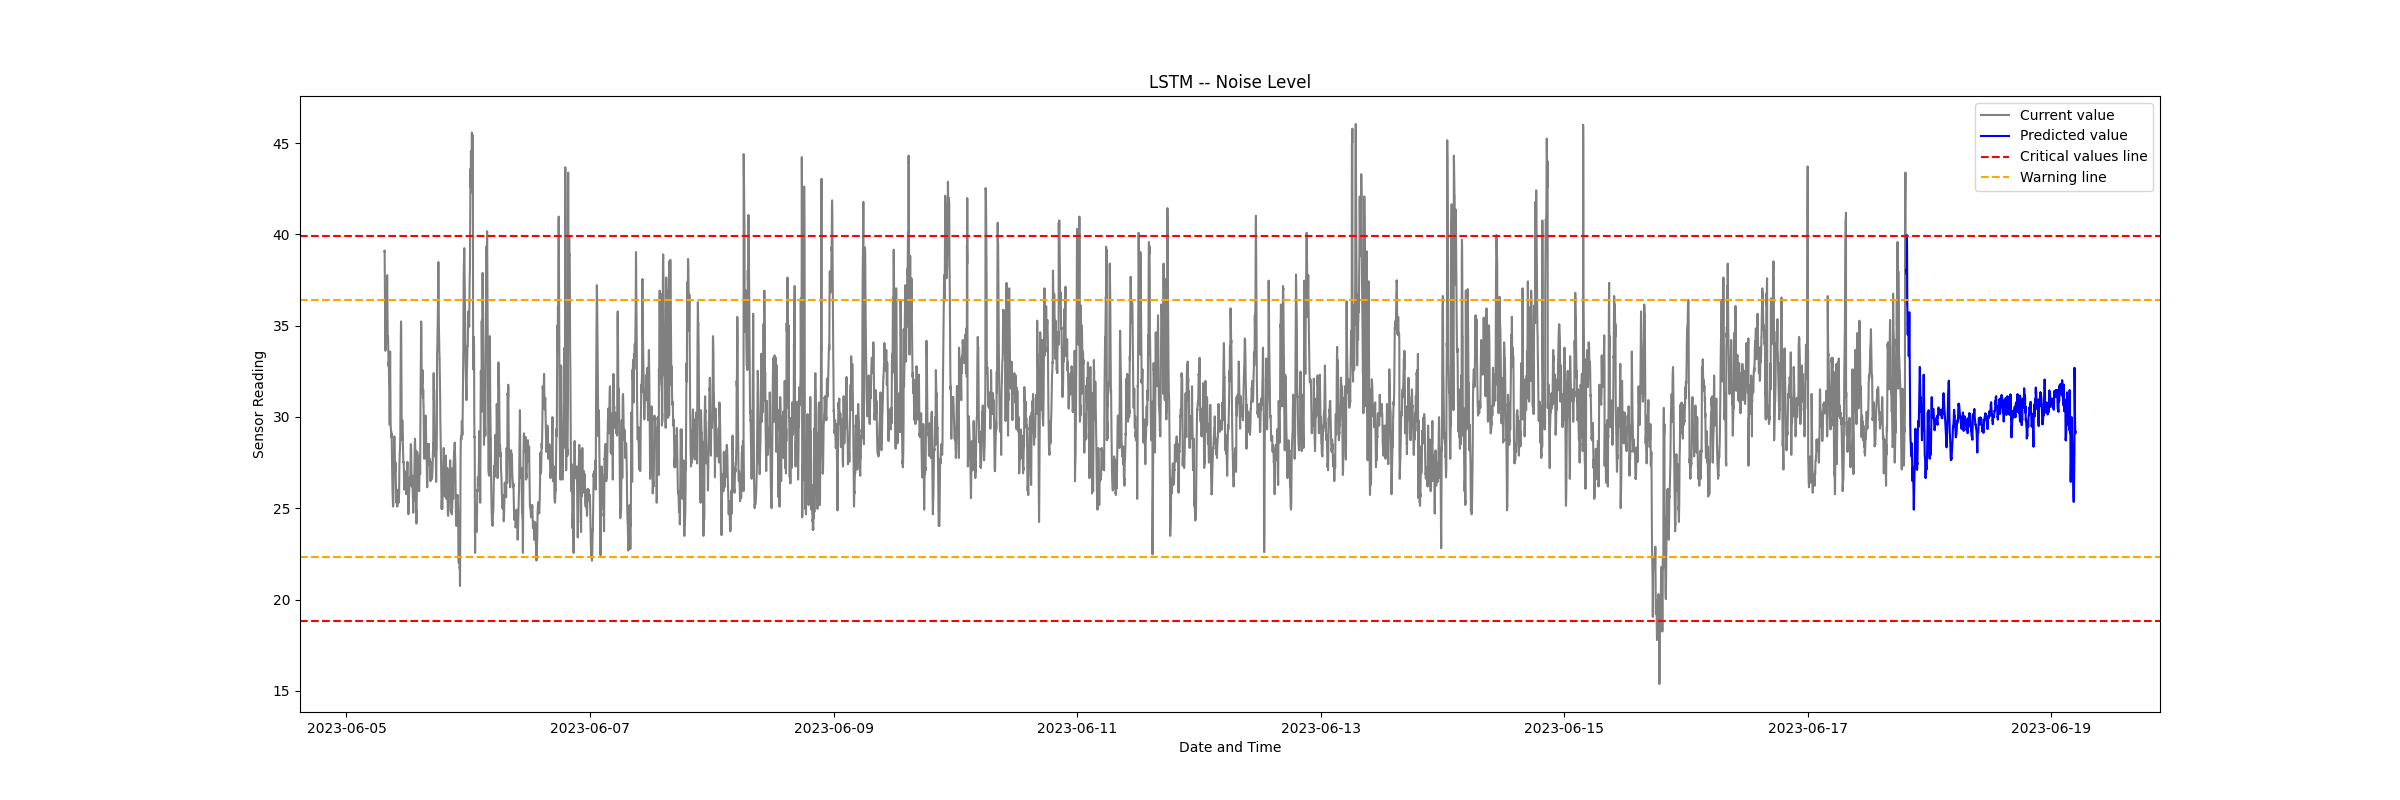 LSTM -- Noise Level
Current value
Predicted value
Critical values line
Warning line
Sensor Reading
45
40
35
30
25
20
15
2023-06-05
2023-06-07
2023-06-09
2023-06-11
2023-06-13
2023-06-15
2023-06-17
2023-06-19
Date and Time